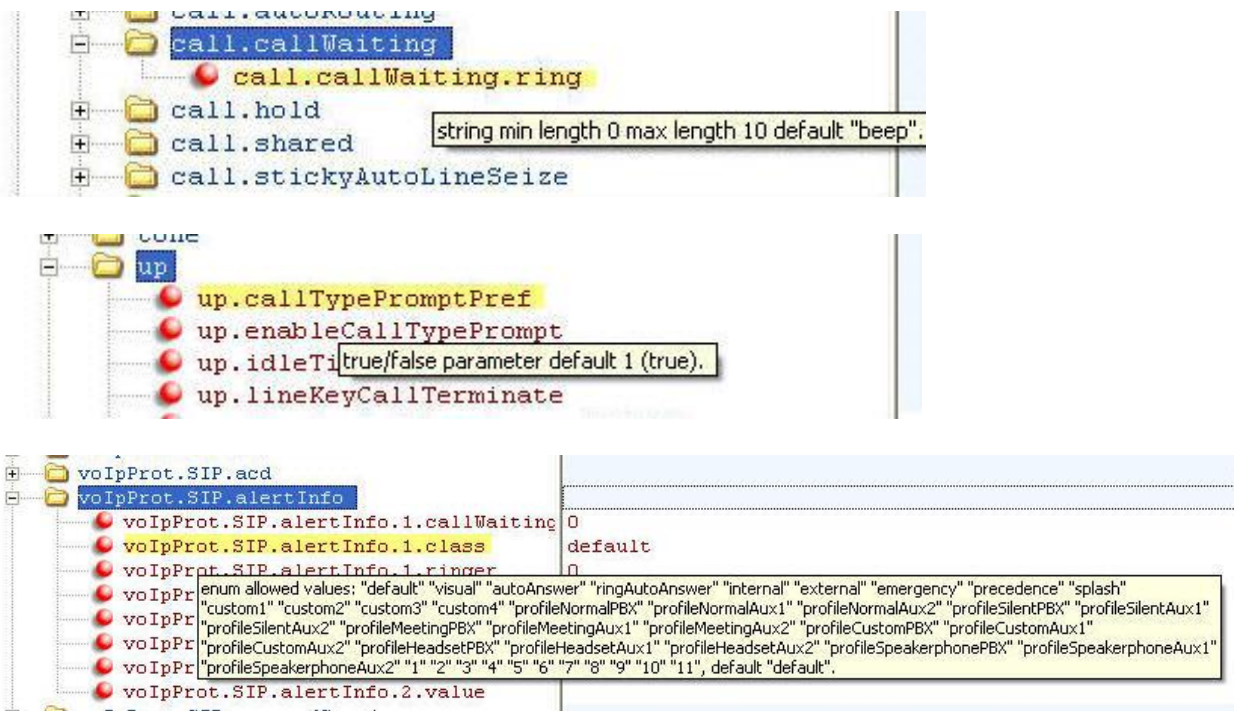 call.autoRouting
call.callWaiting
call.callWaiting.ring
call.hold
string min length 0 max length 10 default "beep".
call.shared
call.stickyAutoLineSeize
tone
up
up.callTypePromptPref
up.enableCallTypePrompt
up.idleTi
true/false parameter default 1 (true).
up.lineKeyCallTerminate
voIpProt.SIP.acd
voIpProt.SIP.alertInfo
voIpProt.SIP.alertInfo.1.callWaiting 0
voIpProt.SIP.alertInfo.1.class default
voIpProt.SIP.alertInfo.1.ringer 0
voIpPr
enum allowed values: "default" "visual" "autoAnswer" "ringAutoAnswer" "internal" "external" "emergency" "precedence" "splash"
"custom1" "custom2" "custom3" "custom4" "profileNormalPBX" "profileNormalAux1" "profileNormalAux2" "profileSilentPBX" "profileSilentAux1"
voIpPr
"profileSilentAux2" "profileMeetingPBX" "profileMeetingAux1" "profileMeetingAux2" "profileCustomPBX" "profileCustomAux1"
voIpPr
"profileCustomAux2" "profileHeadsetPBX" "profileHeadsetAux1" "profileHeadsetAux2" "profileSpeakerphonePBX" "profileSpeakerphoneAux1"
voIpPr
"profileSpeakerphoneAux2" "1" "2" "3" "4" "5" "6" "7" "8" "9" "10" "11", default "default".
voIpProt.SIP.alertInfo.2.value